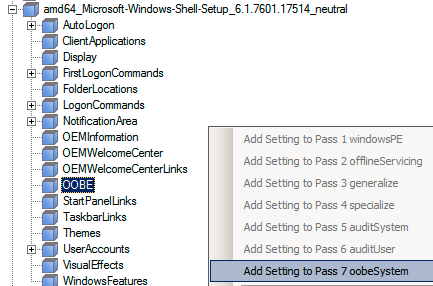 amd64_Microsoft-Windows-Shell-Setup_6.1.7601.17514_neutral
AutoLogon
ClientApplications
Display
FirstLogonCommands
FolderLocations
LogonCommands
NotificationArea
OEMInformation
OEMWelcomeCenter
OEMWelcomeCenterLinks
OOBE
StartPanelLinks
TaskbarLinks
Themes
UserAccounts
VisualEffects
WindowsFeatures
Add Setting to Pass 1 windowsPE
Add Setting to Pass 2 offlineServicing
Add Setting to Pass 3 generalize
Add Setting to Pass 4 specialize
Add Setting to Pass 5 auditSystem
Add Setting to Pass 6 auditUser
Add Setting to Pass 7 oobeSystem